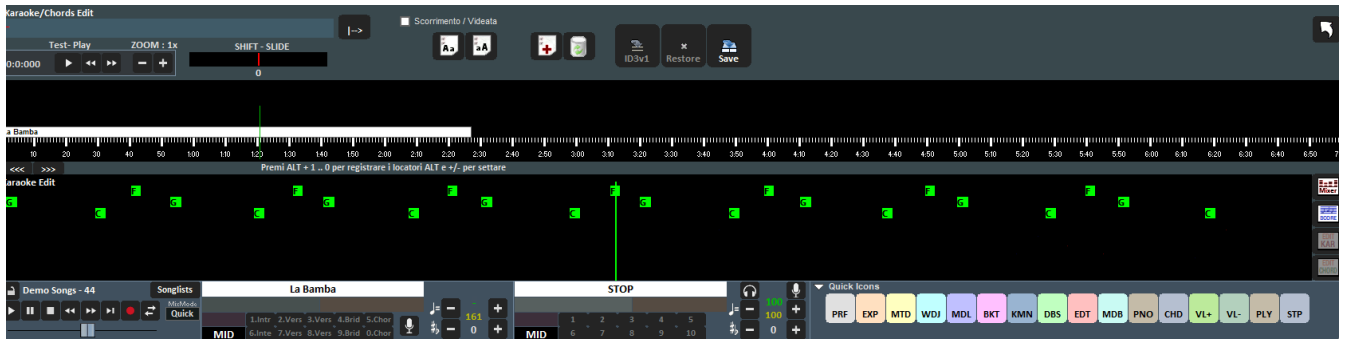 Karaoke/Chords Edit
|-->
Scorrimento / Videata
Test- Play ZOOM : 1x SHIFT - SLIDE
Aa aA
0:0:000
0
ID3v1 Restore Save
a Bamba
10 20 30 40 50 1:00 1:10 1:20 1:30 1:40 1:50 2:00 2:10 2:20 2:30 2:40 2:50 3:00 3:10 3:20 3:30 3:40 3:50 4:00 4:10 4:20 4:30 4:40 4:50 5:00 5:10 5:20 5:30 5:40 5:50 6:00 6:10 6:20 6:30 6:40 6:50 7
<<< >>> Premi ALT + 1 .. 0 per registrare i locatori ALT e +/- per settare
araoke Edit
F F F F F F F
G G G G G G G G
C C C C C C C C
Mixer
SCORE
KAR
Demo Songs - 44 Songlists
MixMode
Quick
La Bamba
1.Intr 2.Vers 3.Vers 4.Brid 5.Chor
MID 6.Inte 7.Vers 8.Vers 9.Brid 0.Chor
161
0
STOP
1 2 3 4 5
MID 6 7 8 9 10
100
100
0
Quick Icons
PRF EXP MTD WDJ MDL BKT KMN DBS EDT MDB PNO CHD VL+ VL- PLY STP